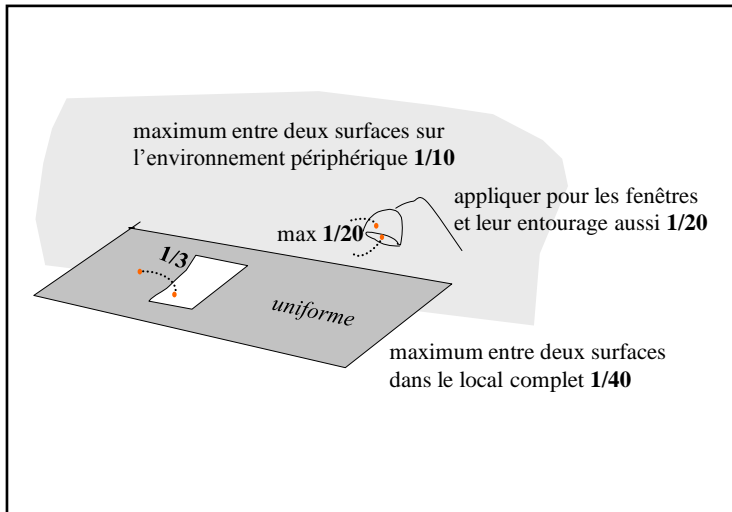 maximum entre deux surfaces sur
l’environnement périphérique 1/10
appliquer pour les fenêtres
et leur entourage aussi 1/20
max 1/20
1/3
uniforme
maximum entre deux surfaces
dans le local complet 1/40